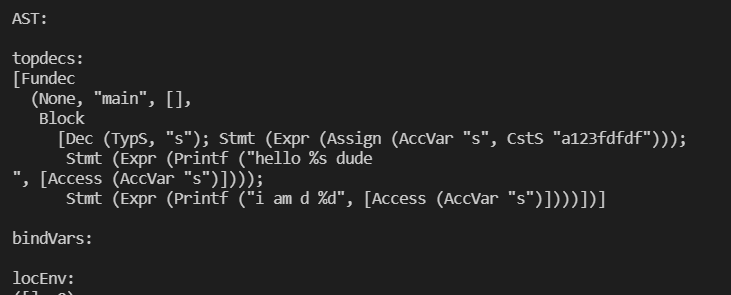 AST:
topdecs:
[Fundec
(None, "main", [],
Block
[Dec (TypS, "s"); Stmt (Expr (Assign (AccVar "s", CstS "a123fdfdf")));
Stmt (Expr (Printf ("hello %s dude
", [Access (AccVar "s")])));
Stmt (Expr (Printf ("i am d %d", [Access (AccVar "s")])))])]
bindVars:
locEnv: